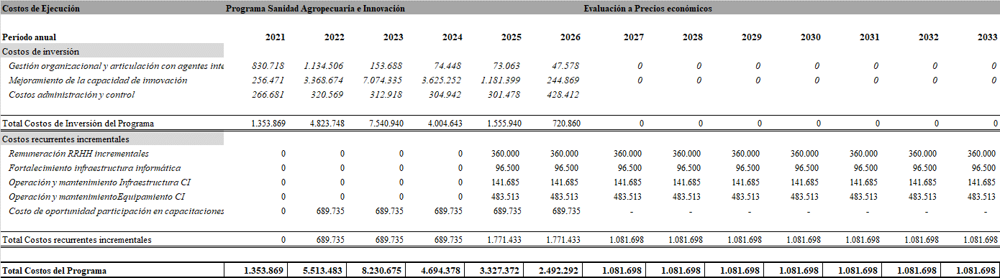 Costos de Ejecución Programa Sanidad Agropecuaria e Innovación Evaluación a Precios económicos
Período anual 2021 2022 2023 2024 2025 2026 2027 2028 2029 2030 2031 2032 2033
Costos de inversión
Gestión organizacional y articulación con agentes inte 830.718 1.134.506 153.688 74.448 73.063 47.578 0 0 0 0 0 0 0
Mejoramiento de la capacidad de innovación 256.471 3.368.674 7.074.335 3.625.252 1.181.399 244.869 0 0 0 0 0 0 0
Costos administración y control 266.681 320.569 312.918 304.942 301.478 428.412
Total Costos de Inversión del Programa 1.353.869 4.823.748 7.540.940 4.004.643 1.555.940 720.860 0 0 0 0 0 0 0
Costos recurrentes incrementales
Remuneración RRHH incrementales 0 0 0 0 360.000 360.000 360.000 360.000 360.000 360.000 360.000 360.000 360.000
Fortalecimiento infraestructura informática 0 0 0 0 96.500 96.500 96.500 96.500 96.500 96.500 96.500 96.500 96.500
Operación y mantenimiento Infraestructura CI 0 0 0 0 141.685 141.685 141.685 141.685 141.685 141.685 141.685 141.685 141.685
Operación y mantenimientoEquipamiento CI 0 0 0 0 483.513 483.513 483.513 483.513 483.513 483.513 483.513 483.513 483.513
Costo de oportunidad participación en capacitaciones 0 689.735 689.735 689.735 689.735 689.735 - - - - - - -
Total Costos recurrentes incrementales 0 689.735 689.735 689.735 1.771.433 1.771.433 1.081.698 1.081.698 1.081.698 1.081.698 1.081.698 1.081.698 1.081.698
Total Costos del Programa 1.353.869 5.513.483 8.230.675 4.694.378 3.327.372 2.492.292 1.081.698 1.081.698 1.081.698 1.081.698 1.081.698 1.081.698 1.081.698